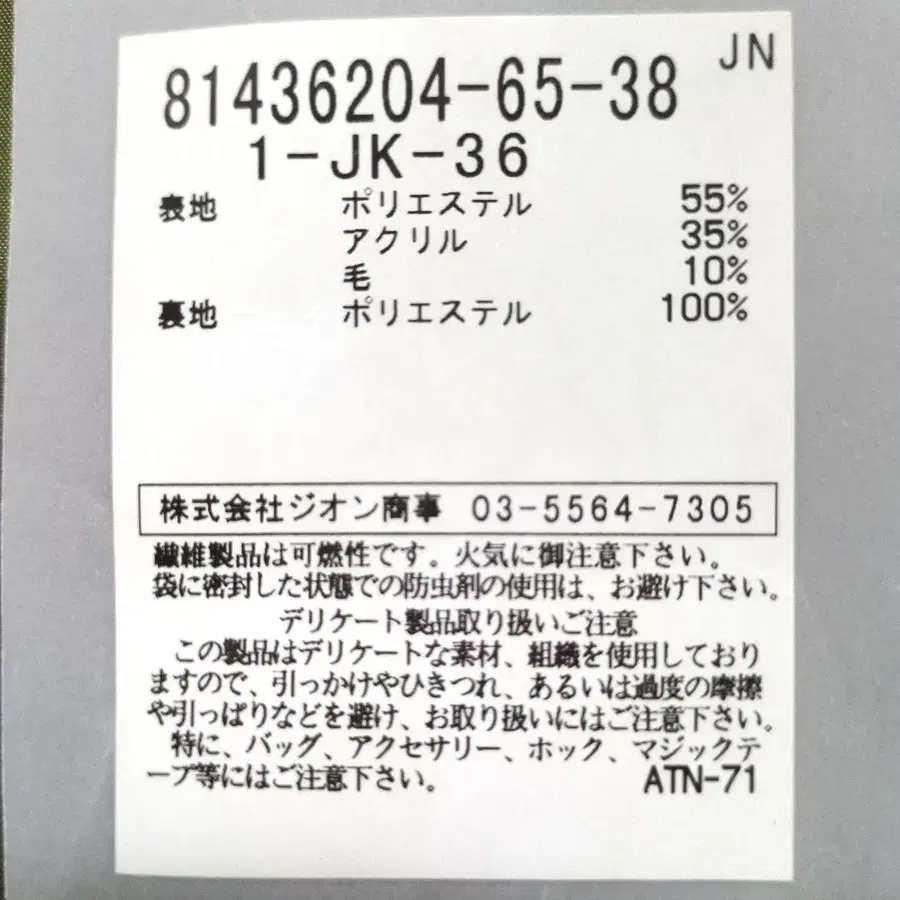 JN
81436204-65-38
1-JK-36
表地 ポリエステル 55%
アクリル 35%
毛 10%
裏地 ポリエステル 100%
株式会社ジオン商事 03-5564-7305
繊維製品は可燃性です。火気に御注意下さい。
袋に密封した状態での防虫剤の使用は、お避け下さい。
デリケート製品取り扱いご注意
この製品はデリケートな素材、組織を使用しており
ますので、引っかけやひきつれ、あるいは過度の摩擦
や引っぱりなどを避け、お取り扱いにはご注意下さい。
特に、バッグ、アクセサリー、ホック、マジックテ
ープ等にはご注意下さい。 ATN-71